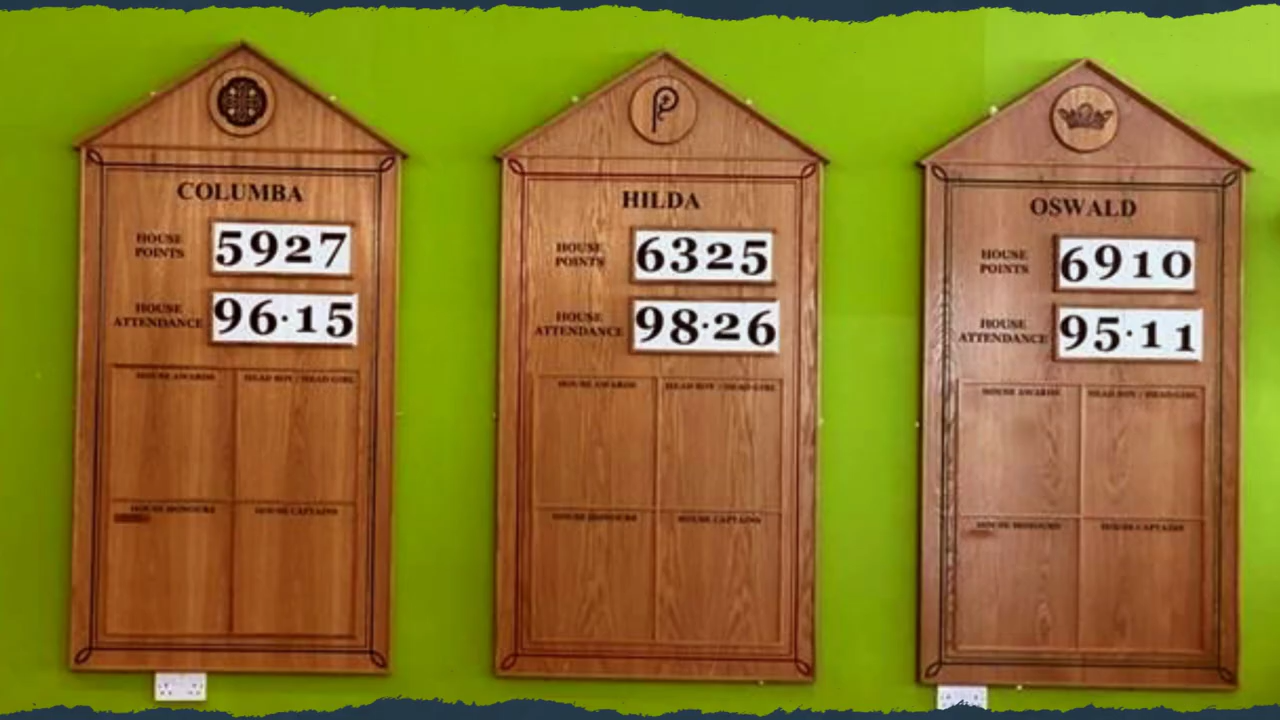 COLUMBA
HOUSE
POINTS
5927
HOUSE
ATTENDANCE
96·15
HOUSE AWARDS
HEAD BOY / HEAD GIRL
HOUSE HONOURS
HOUSE CAPTAINS
HILDA
HOUSE
POINTS
6325
HOUSE
ATTENDANCE
98·26
HOUSE AWARDS
HEAD BOY / HEAD GIRL
HOUSE HONOURS
HOUSE CAPTAINS
OSWALD
HOUSE
POINTS
6910
HOUSE
ATTENDANCE
95·11
HOUSE AWARDS
HEAD BOY / HEAD GIRL
HOUSE HONOURS
HOUSE CAPTAINS